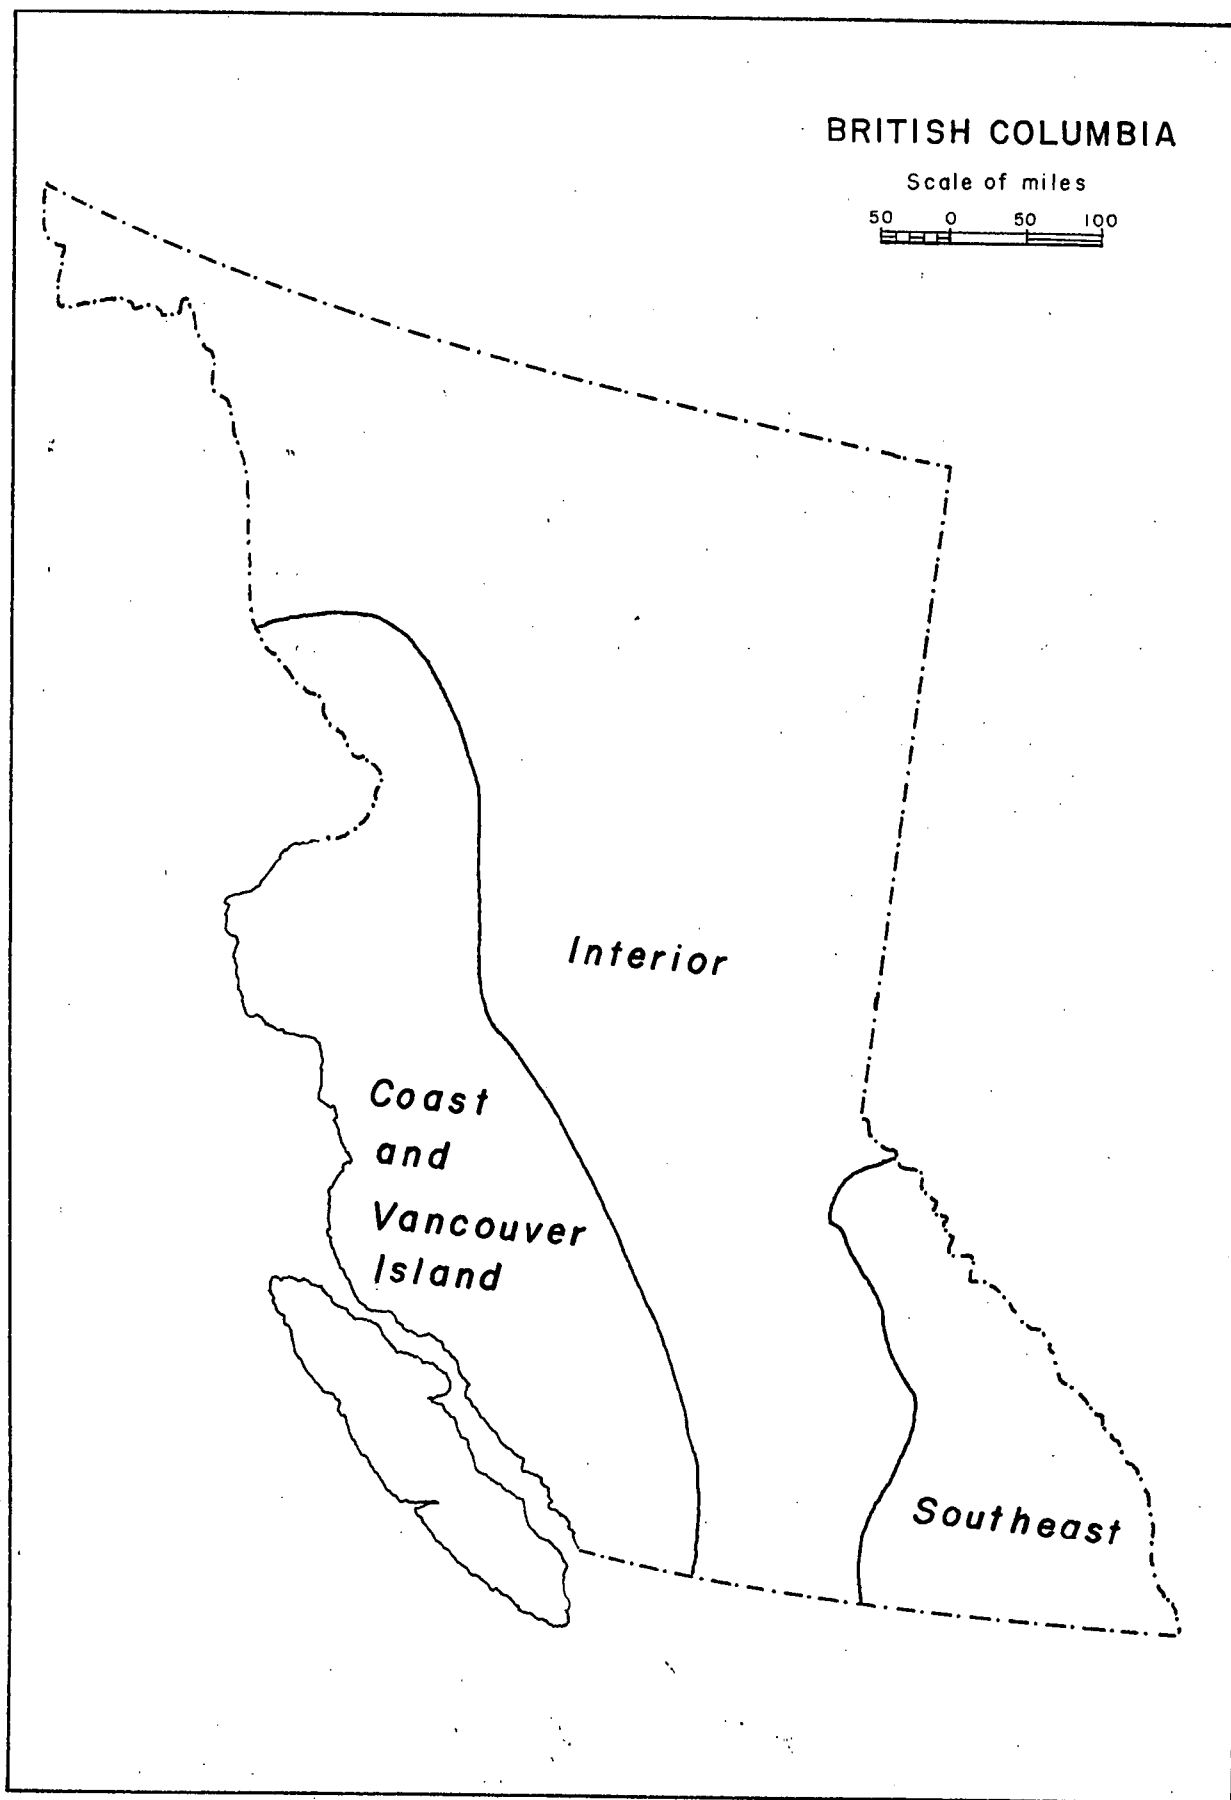 BRITISH COLUMBIA
Scale of miles
50 0 50 100
Interior
Coast
and
Vancouver
Island
Southeast